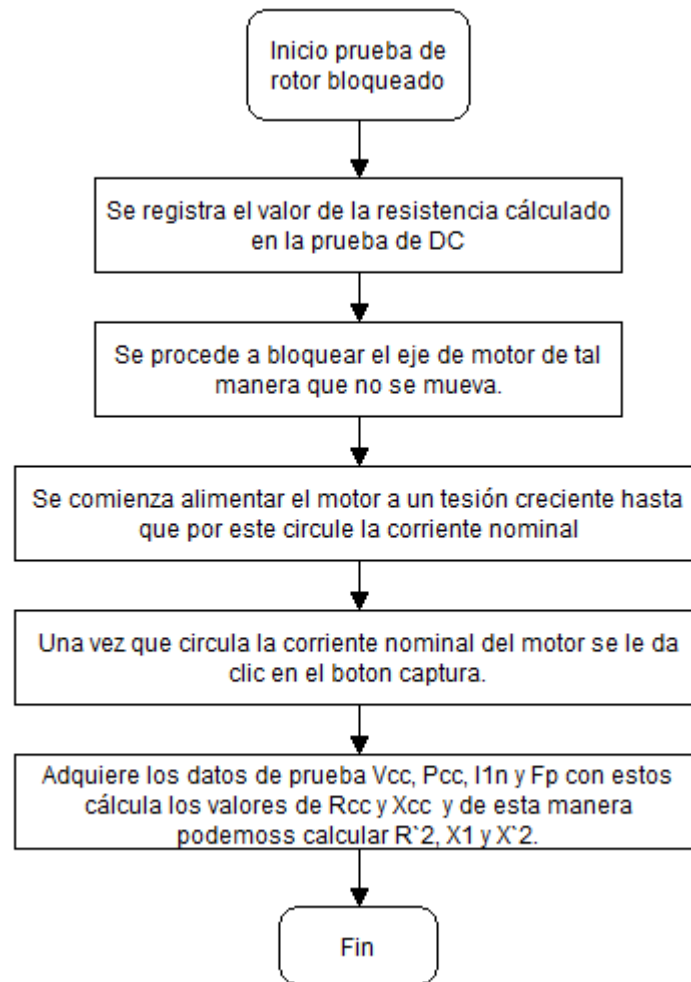 Inicio prueba de
rotor bloqueado
Se registra el valor de la resistencia cálculado
en la prueba de DC
Se procede a bloquear el eje de motor de tal
manera que no se mueva.
Se comienza alimentar el motor a un tesión creciente hasta
que por este circule la corriente nominal
Una vez que circula la corriente nominal del motor se le da
clic en el boton captura.
Adquiere los datos de prueba Vcc, Pcc, I1n y Fp con estos
cálcula los valores de Rcc y Xcc y de esta manera
podemoss calcular R`2, X1 y X`2.
Fin